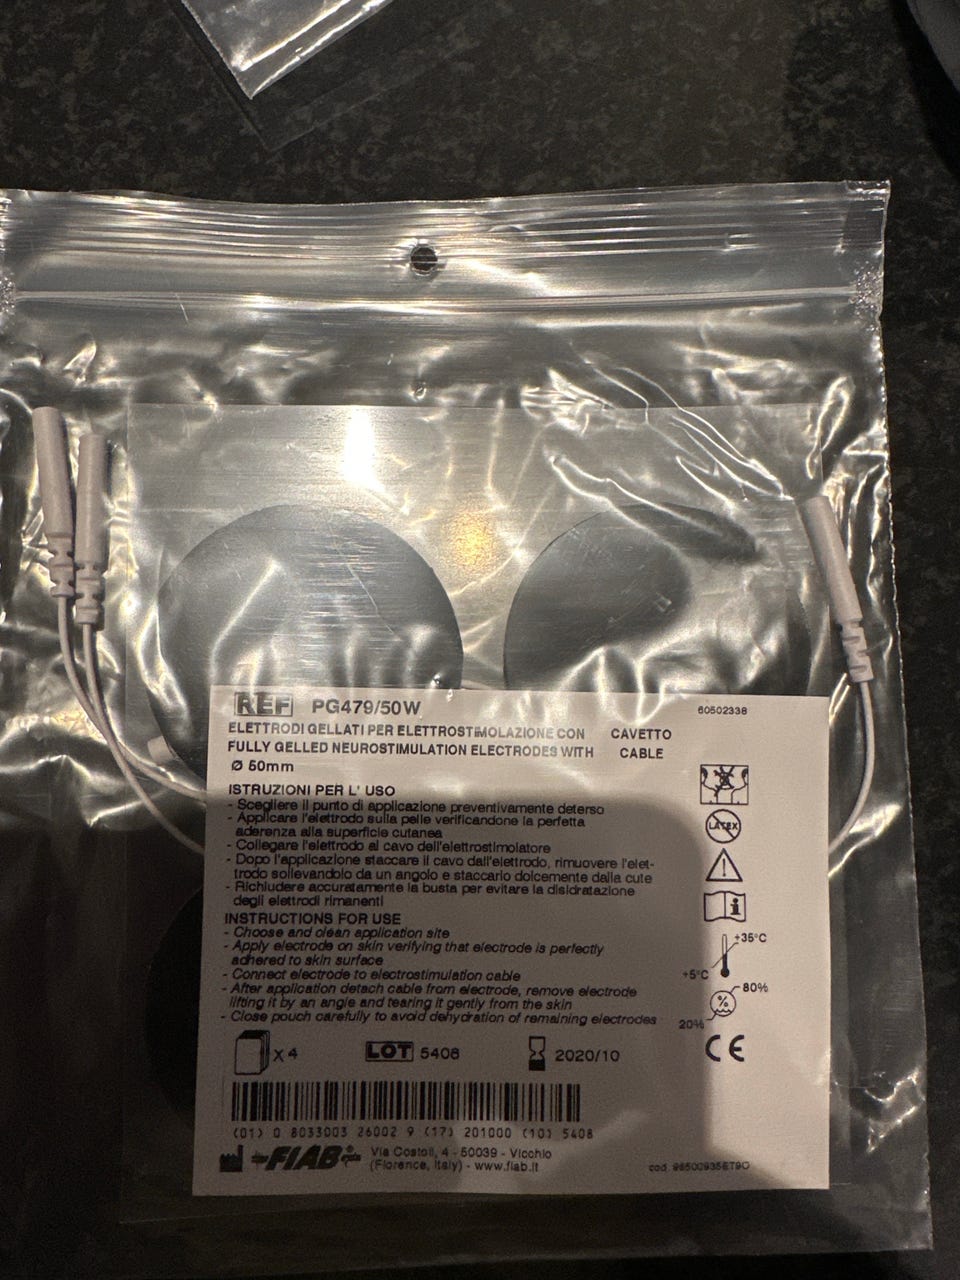 REF PG479/50W
60502338
ELETTRODI GELLATI PER ELETTROSTIMOLAZIONE CON CAVETTO
FULLY GELLED NEUROSTIMULATION ELECTRODES WITH CABLE
Ø 50mm
ISTRUZIONI PER L' USO
- Scegliere il punto di applicazione preventivamente deterso
- Applicare l'elettrodo sulla pelle verificandone la perfetta
aderenza alla superficie cutanea
- Collegare l'elettrodo al cavo dell'elettrostimolatore
- Dopo l'applicazione staccare il cavo dall'elettrodo, rimuovere l'elet-
trodo sollevandolo da un angolo e staccarlo dolcemente dalla cute
- Richiudere accuratamente la busta per evitare la disidratazione
degli elettrodi rimanenti
INSTRUCTIONS FOR USE
- Choose and clean application site
- Apply electrode on skin verifying that electrode is perfectly
adhered to skin surface
- Connect electrode to electrostimulation cable
- After application detach cable from electrode, remove electrode
lifting it by an angle and tearing it gently from the skin
- Close pouch carefully to avoid dehydration of remaining electrodes
LATEX
+35°C
+5°C
80%
%
20%
CE
x 4 LOT 5408 2020/10
(01) 0 8033003 26002 9 (17) 201000 (10) 5408
FIAB Via Costoli, 4 - 50039 - Vicchio
(Florence, Italy) - www.fiab.it
cod.